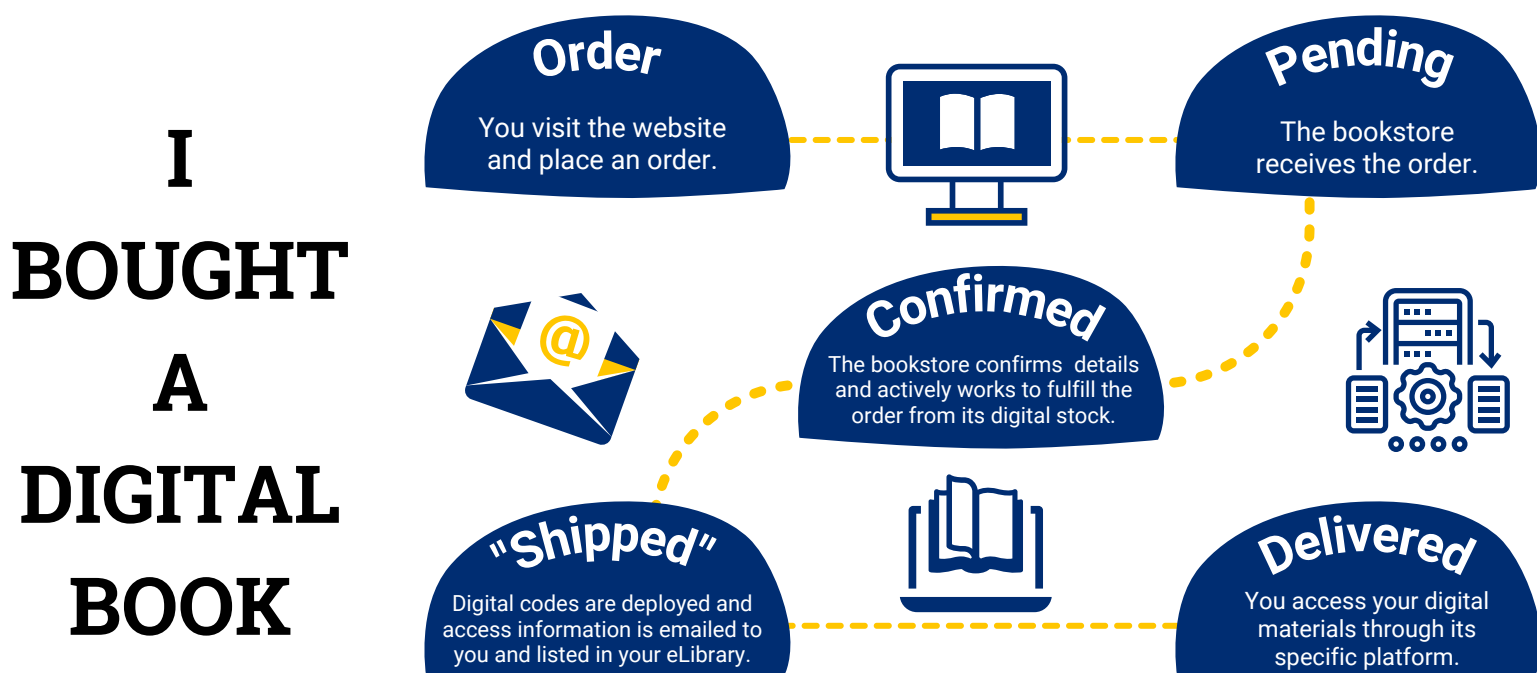 I
BOUGHT
A
DIGITAL
BOOK
Order
You visit the website
and place an order.
Pending
The bookstore
receives the order.
@
Confirmed
The bookstore confirms  details
and actively works to fulfill the
order from its digital stock.
"Shipped"
Digital codes are deployed and
access information is emailed to
you and listed in your eLibrary.
Delivered
You access your digital
materials through its
specific platform.